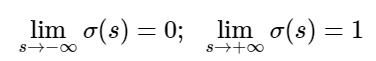 lim σ(s) = 0;  lim σ(s) = 1
s→−∞  s→+∞